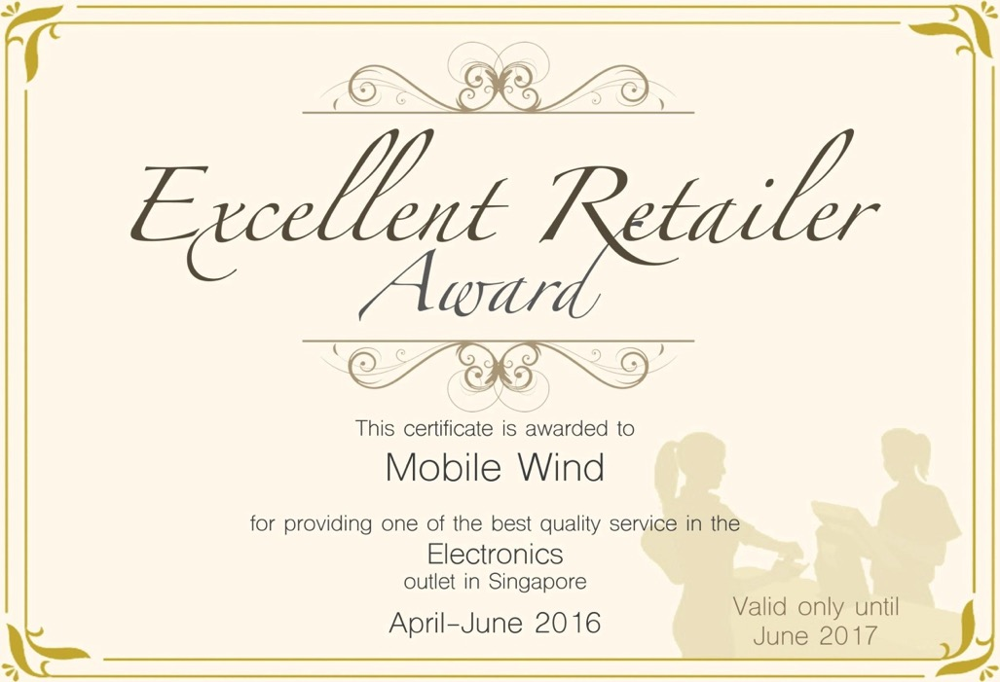 Excellent Retailer
Award
This certificate is awarded to
Mobile Wind
for providing one of the best quality service in the
Electronics
outlet in Singapore
April-June 2016
Valid only until
June 2017